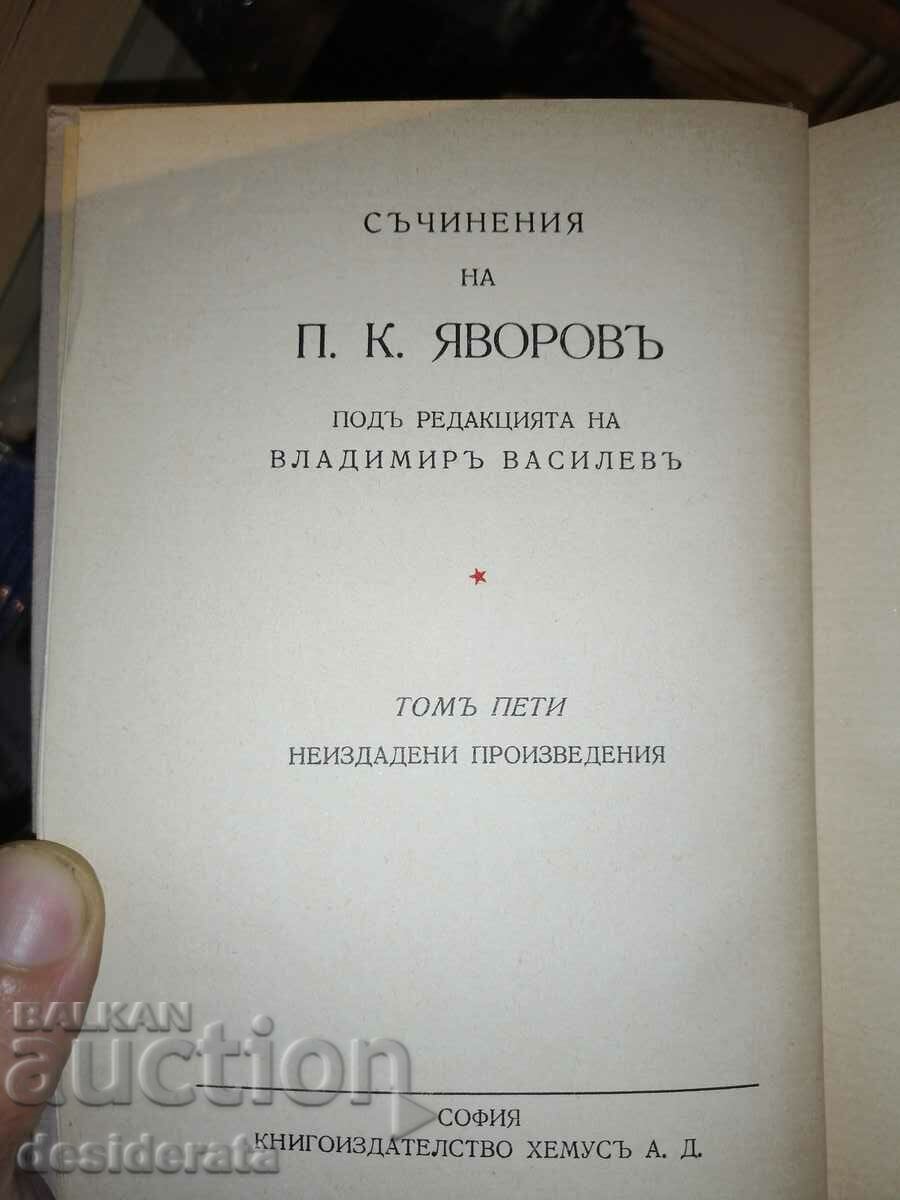 СЪЧИНЕНИЯ
НА
П. К. ЯВОРОВЪ
ПОДЪ РЕДАКЦИЯТА НА
ВЛАДИМИРЪ ВАСИЛЕВЪ
ТОМЪ ПЕТИ
НЕИЗДАДЕНИ ПРОИЗВЕДЕНИЯ
СОФИЯ
КНИГОИЗДАТЕЛСТВО ХЕМУСЪ А. Д.
BALKAN
auction
desiderata